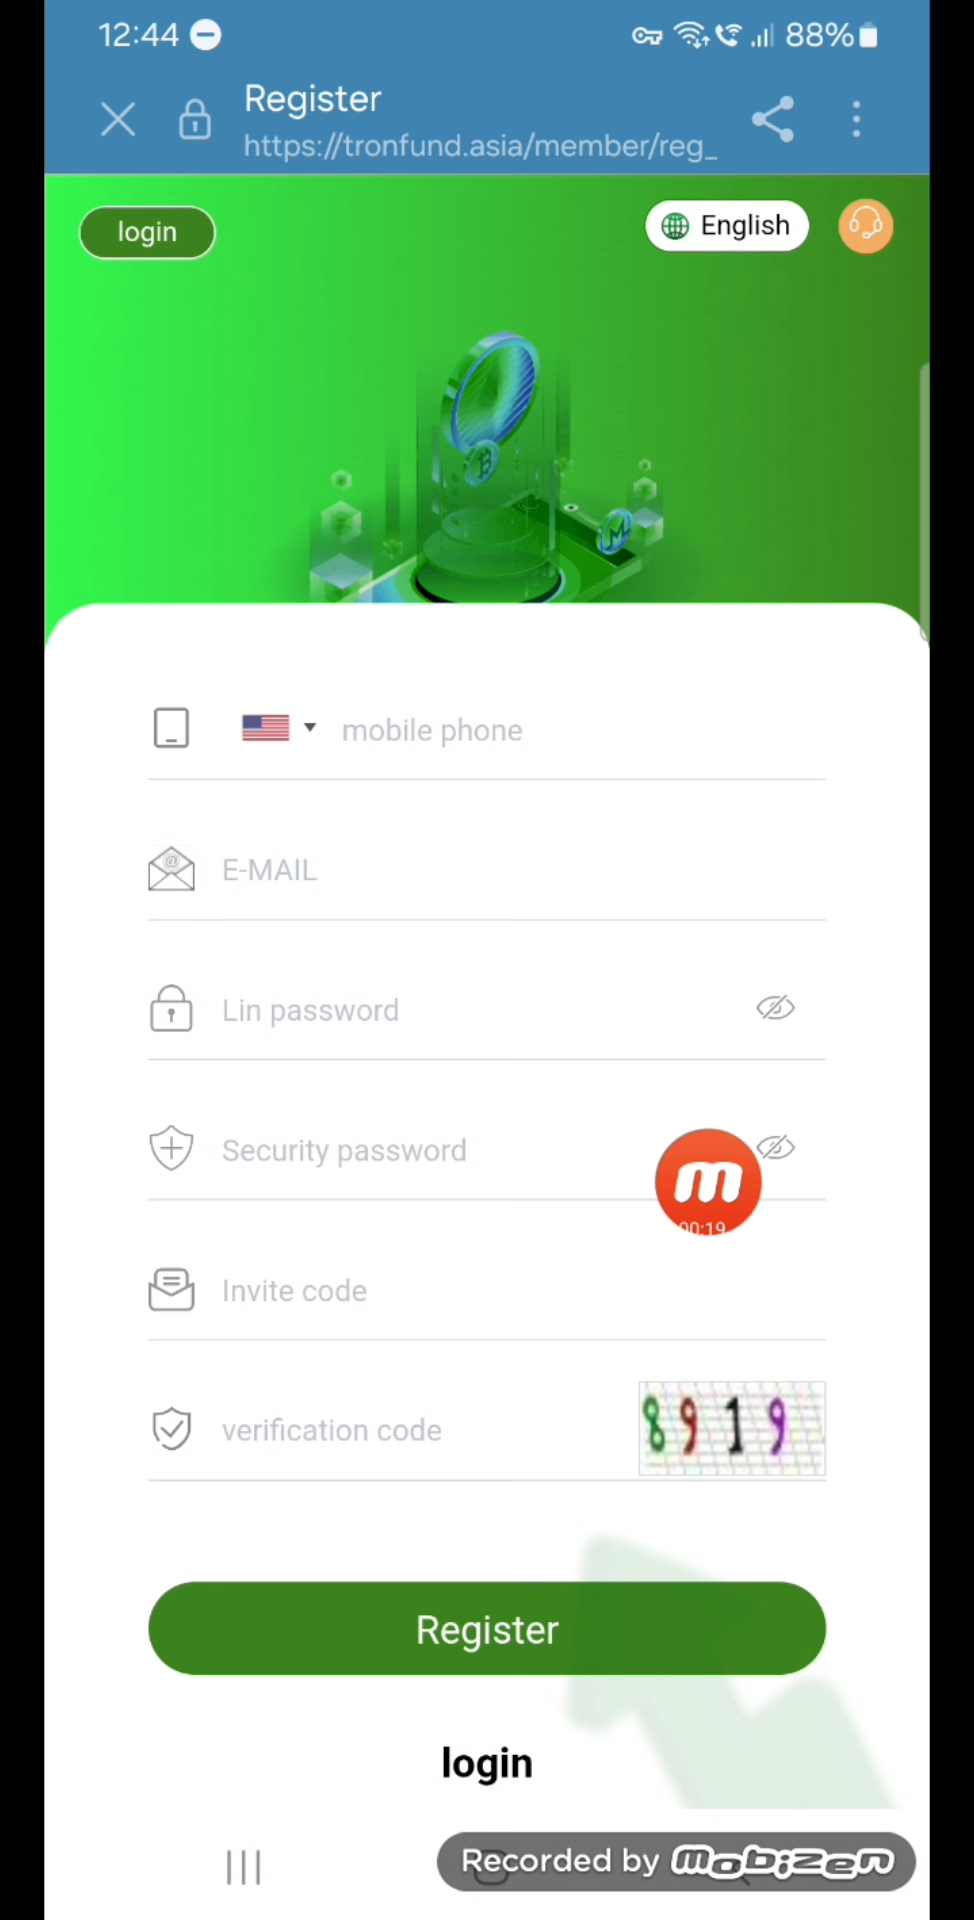 12:44 88%
Register
https://tronfund.asia/member/reg_
login English
mobile phone
E-MAIL
Lin password
Security password
m
00:19
Invite code
verification code 8919
Register
login
Recorded by mobizen